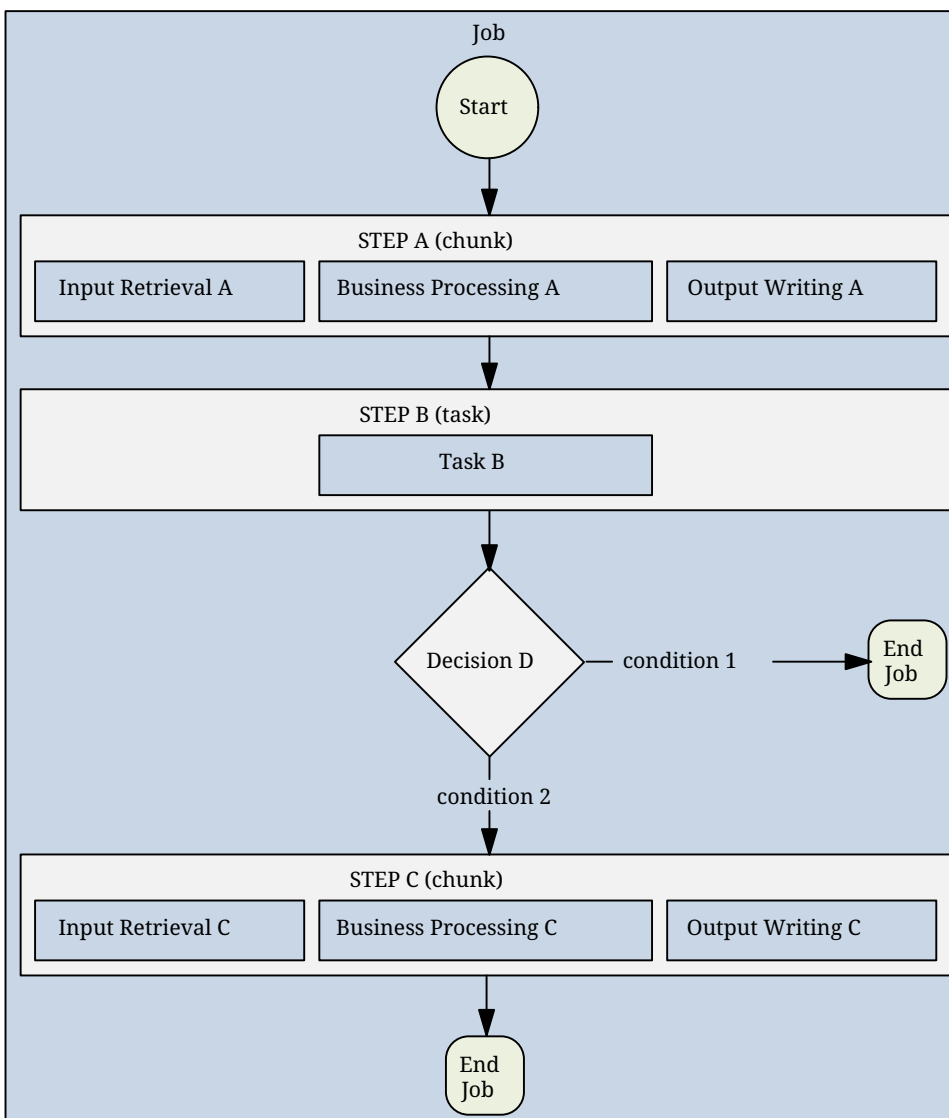 Job
Start
STEP A (chunk)
Input Retrieval A
Business Processing A
Output Writing A
STEP B (task)
Task B
Decision D
condition 1
End
Job
condition 2
STEP C (chunk)
Input Retrieval C
Business Processing C
Output Writing C
End
Job